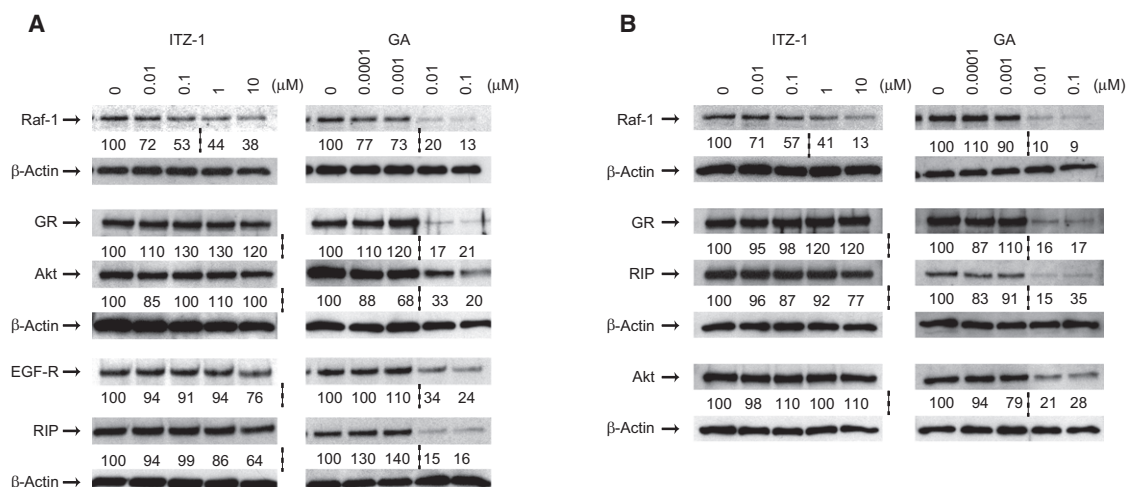 A
ITZ-1 GA
0 0.01 0.1 1 10 (μM) 0 0.0001 0.001 0.01 0.1 (μM)
Raf-1 →
100 72 53 44 38 100 77 73 20 13
β-Actin →
GR →
100 110 130 130 120 100 110 120 17 21
Akt →
100 85 100 110 100 100 88 68 33 20
β-Actin →
EGF-R →
100 94 91 94 76 100 100 110 34 24
RIP →
100 94 99 86 64 100 130 140 15 16
β-Actin →
B
ITZ-1 GA
0 0.01 0.1 1 10 (μM) 0 0.0001 0.001 0.01 0.1 (μM)
Raf-1 →
100 71 57 41 13 100 110 90 10 9
β-Actin →
GR →
100 95 98 120 120 100 87 110 16 17
RIP →
100 96 87 92 77 100 83 91 15 35
β-Actin →
Akt →
100 98 110 100 110 100 94 79 21 28
β-Actin →